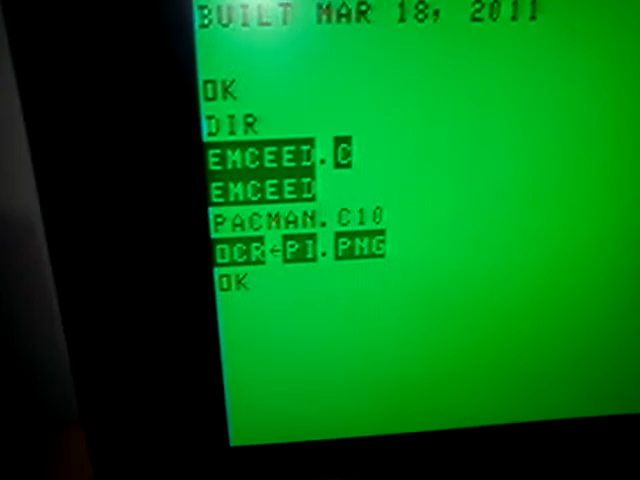 BUILT MAR 18, 2011
OK
DIR
EMCEED.C
EMCEED
PACMAN.C10
OCR←PI.PNG
OK